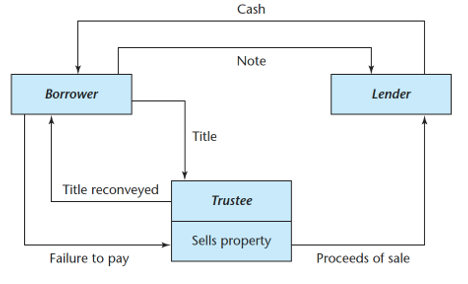 Cash
Note
Borrower
Lender
Title
Title reconveyed
Trustee
Sells property
Failure to pay
Proceeds of sale